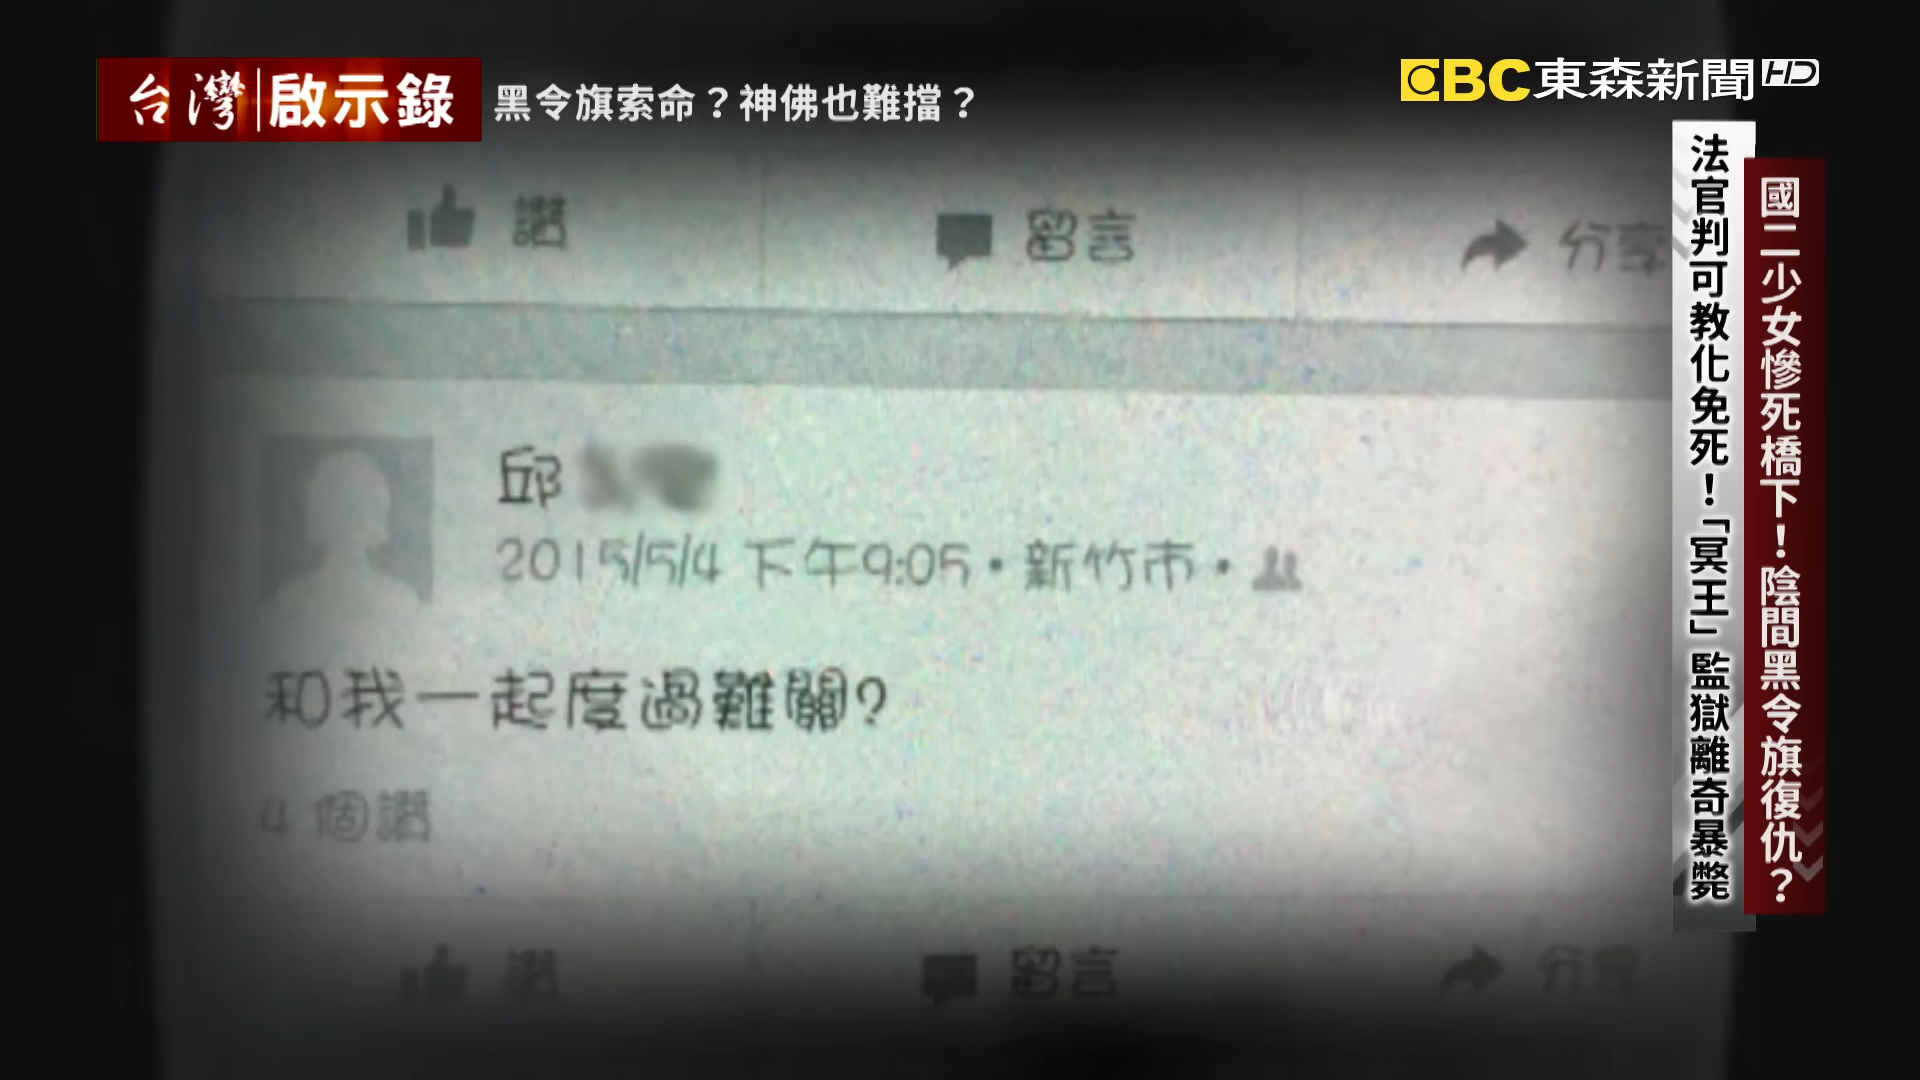 台灣啟示錄
黑令旗索命？神佛也難擋？
EBC東森新聞HD
國二少女慘死橋下！陰間黑令旗復仇？
法官判可教化免死！「冥王」監獄離奇暴斃
讚
留言
分享
邱
2015/5/4 下午9:05·新竹市·
和我一起度過難關?
4 個讚
讚
留言
分享